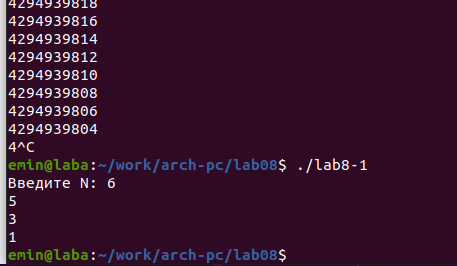 4294939818
4294939816
4294939814
4294939812
4294939810
4294939808
4294939806
4294939804
4^C
emin@laba:~/work/arch-pc/lab08$ ./lab8-1
Введите N: 6
5
3
1
emin@laba:~/work/arch-pc/lab08$